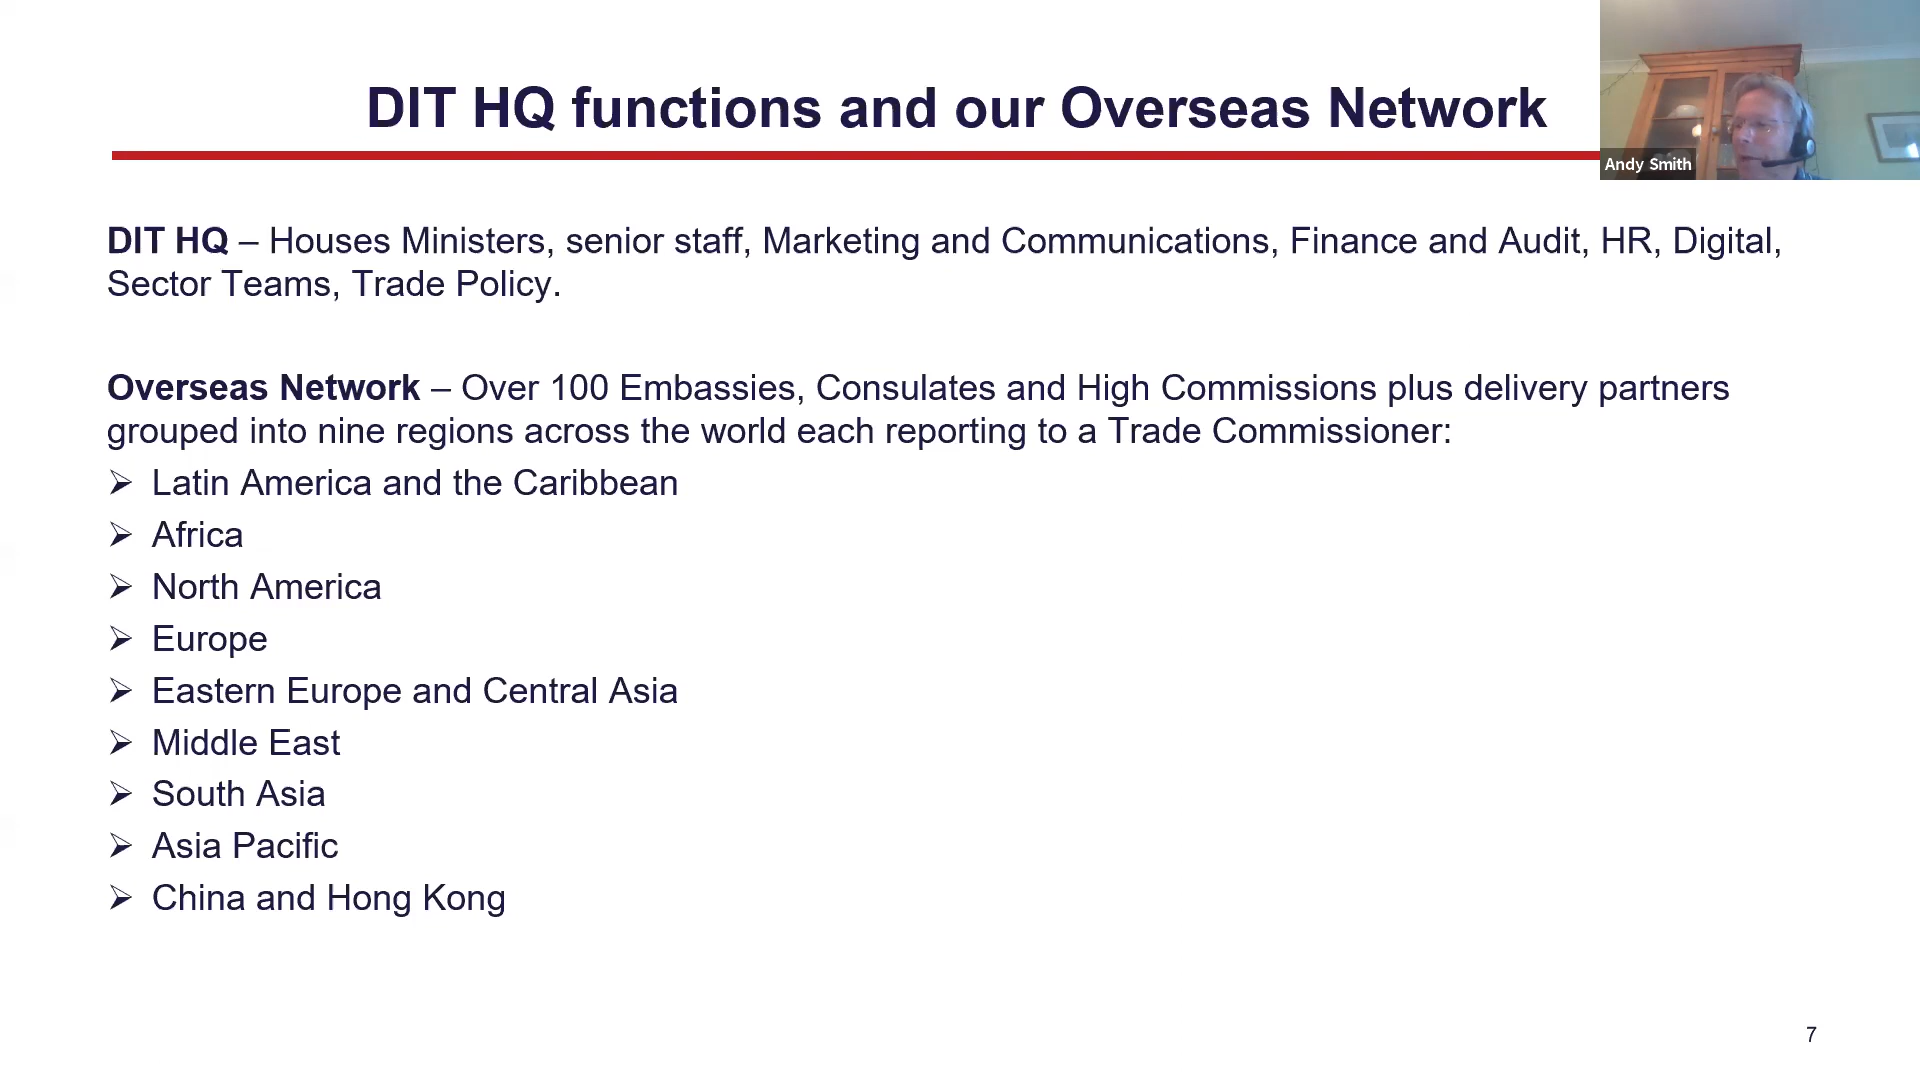 DIT HQ functions and our Overseas Network
Andy Smith
DIT HQ – Houses Ministers, senior staff, Marketing and Communications, Finance and Audit, HR, Digital,
Sector Teams, Trade Policy.
Overseas Network – Over 100 Embassies, Consulates and High Commissions plus delivery partners
grouped into nine regions across the world each reporting to a Trade Commissioner:
➢ Latin America and the Caribbean
➢ Africa
➢ North America
➢ Europe
➢ Eastern Europe and Central Asia
➢ Middle East
➢ South Asia
➢ Asia Pacific
➢ China and Hong Kong
7